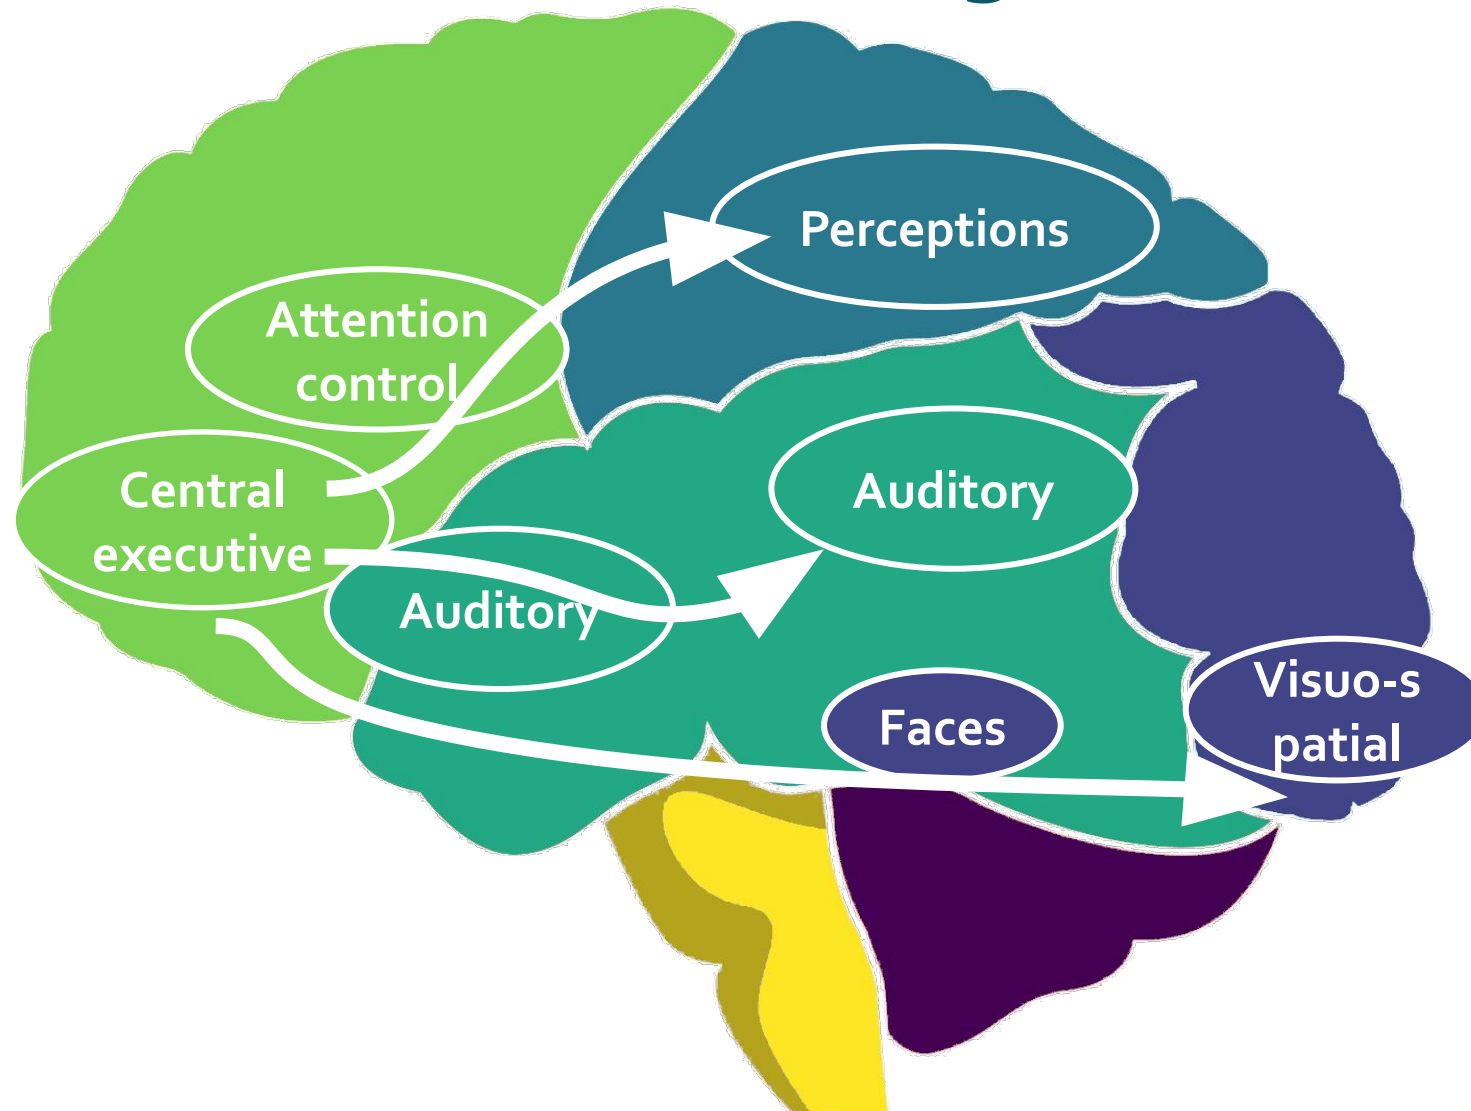 Perceptions
Attention
control
Central
executive
Auditory
Auditory
Faces
Visuo-s
patial